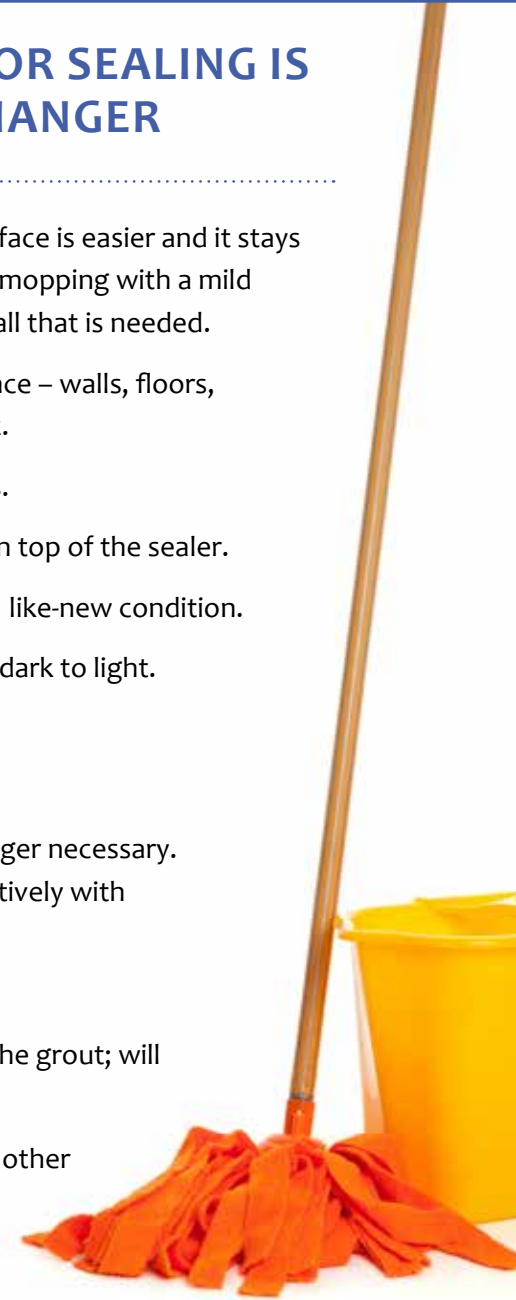 OR SEALING IS
HANGER
face is easier and it stays
mopping with a mild
all that is needed.
ce – walls, floors,
.
.
n top of the sealer.
like-new condition.
dark to light.
ger necessary.
tively with
he grout; will
other